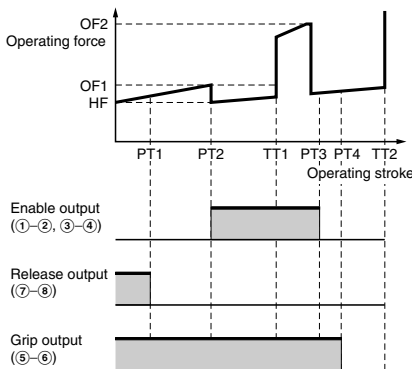 OF2
Operating force
OF1
HF
PT1 PT2 TT1 PT3 PT4 TT2
Operating stroke
Enable output
(①–②, ③–④)
Release output
(⑦–⑧)
Grip output
(⑤–⑥)